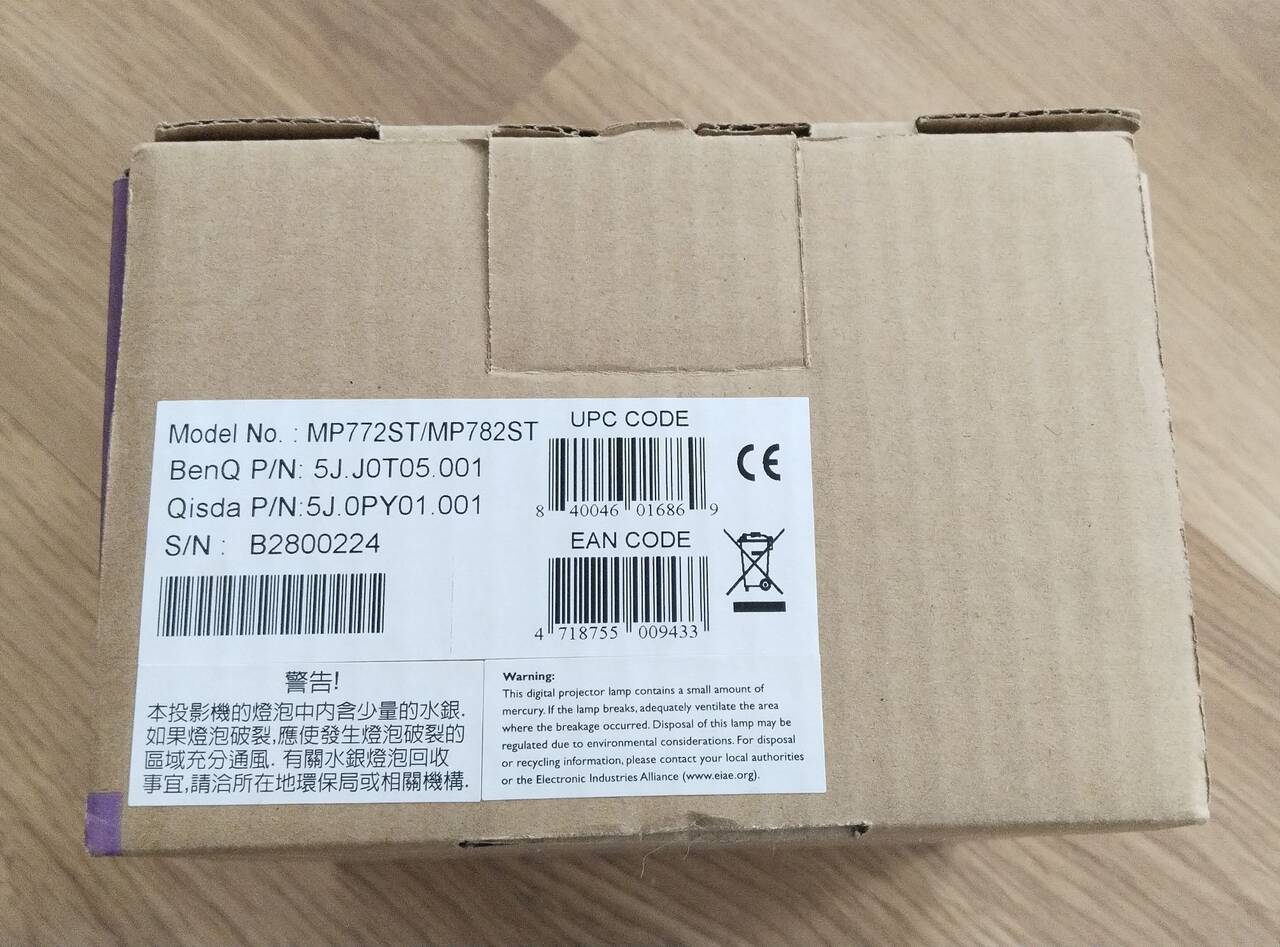 Model No. : MP772ST/MP782ST
BenQ P/N: 5J.J0T05.001
Qisda P/N:5J.0PY01.001
S/N : B2800224
UPC CODE
8 40046 01686 9
EAN CODE
4 718755 009433
CE
警告!
本投影機的燈泡中內含少量的水銀.
如果燈泡破裂,應使發生燈泡破裂的
區域充分通風. 有關水銀燈泡回收
事宜,請洽所在地環保局或相關機構.
Warning:
This digital projector lamp contains a small amount of
mercury. If the lamp breaks, adequately ventilate the area
where the breakage occurred. Disposal of this lamp may be
regulated due to environmental considerations. For disposal
or recycling information, please contact your local authorities
or the Electronic Industries Alliance (www.eiae.org).